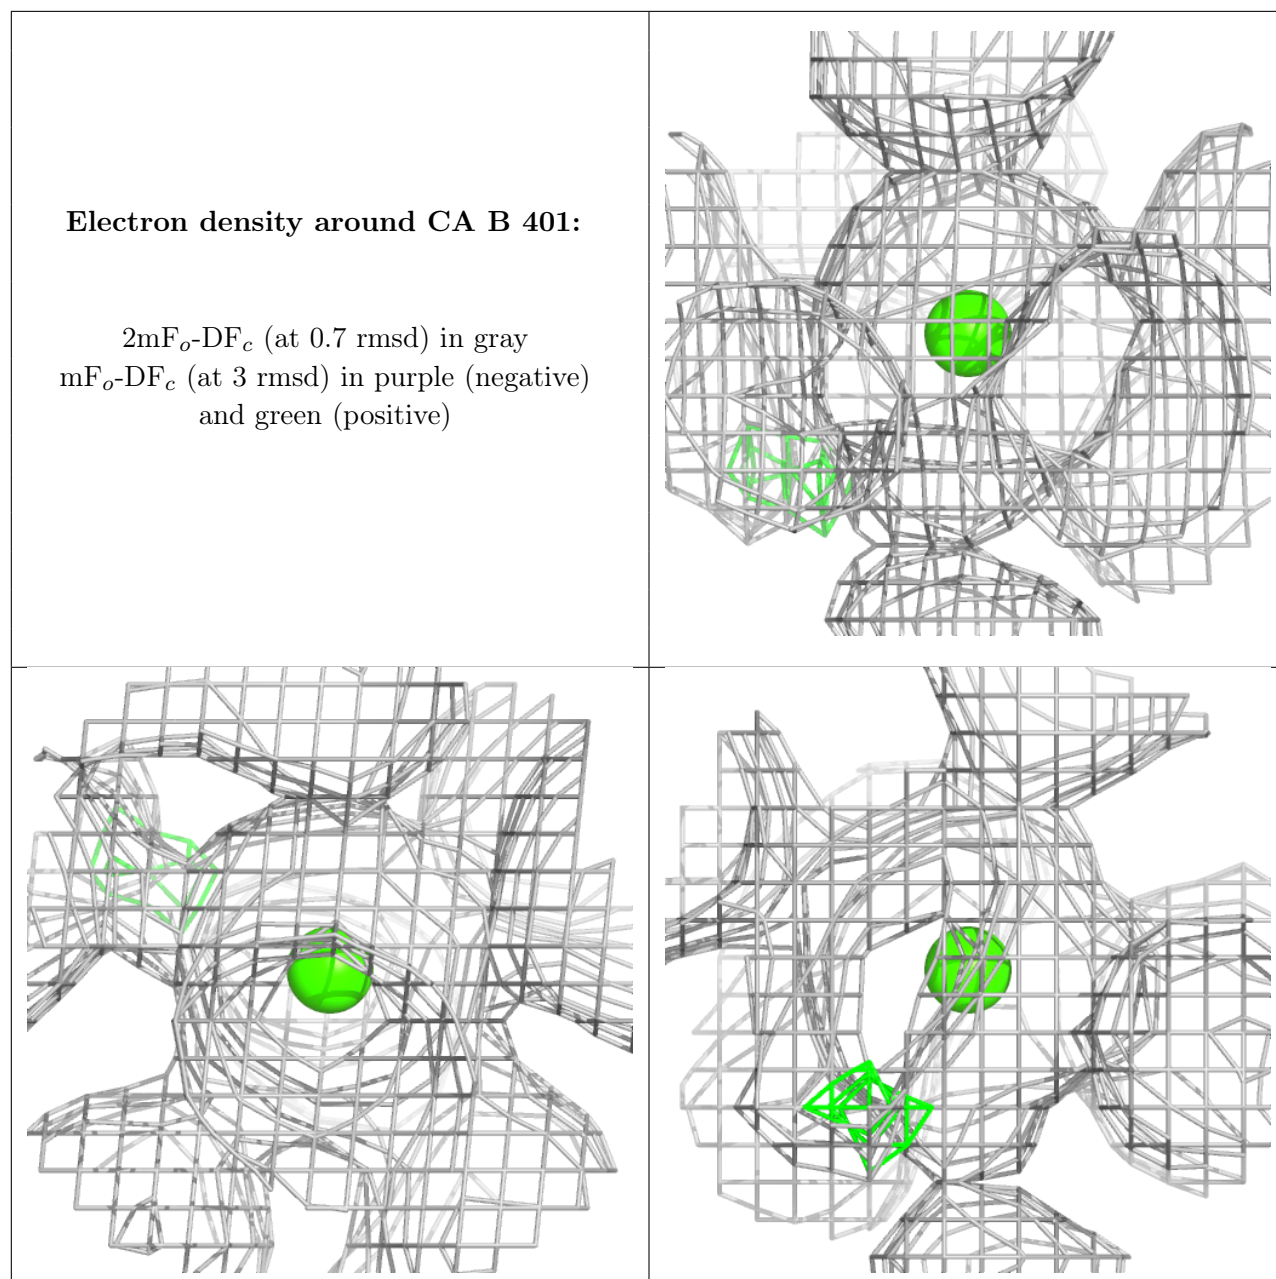 Electron density around CA B 401:
2mFo-DFc (at 0.7 rmsd) in gray
mFo-DFc (at 3 rmsd) in purple (negative)
and green (positive)